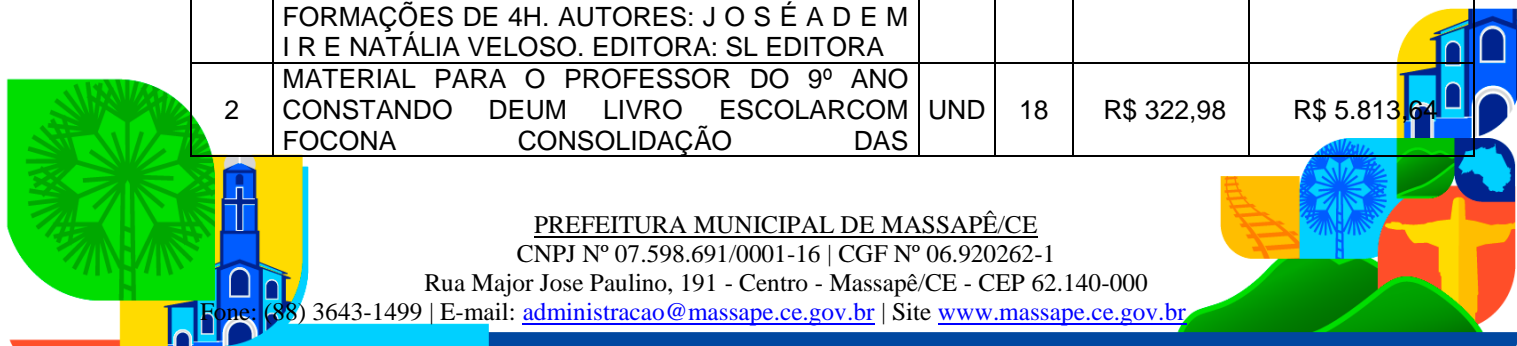 FORMAÇÕES DE 4H. AUTORES: J O S É A D E M
I R E NATÁLIA VELOSO. EDITORA: SL EDITORA
MATERIAL PARA O PROFESSOR DO 9º ANO
2 CONSTANDO DEUM LIVRO ESCOLARCOM UND 18 R$ 322,98 R$ 5.813,64
FOCONA CONSOLIDAÇÃO DAS
PREFEITURA MUNICIPAL DE MASSAPÊ/CE
CNPJ Nº 07.598.691/0001-16 | CGF Nº 06.920262-1
Rua Major Jose Paulino, 191 - Centro - Massapê/CE - CEP 62.140-000
Fone: (88) 3643-1499 | E-mail: administracao@massape.ce.gov.br | Site www.massape.ce.gov.br